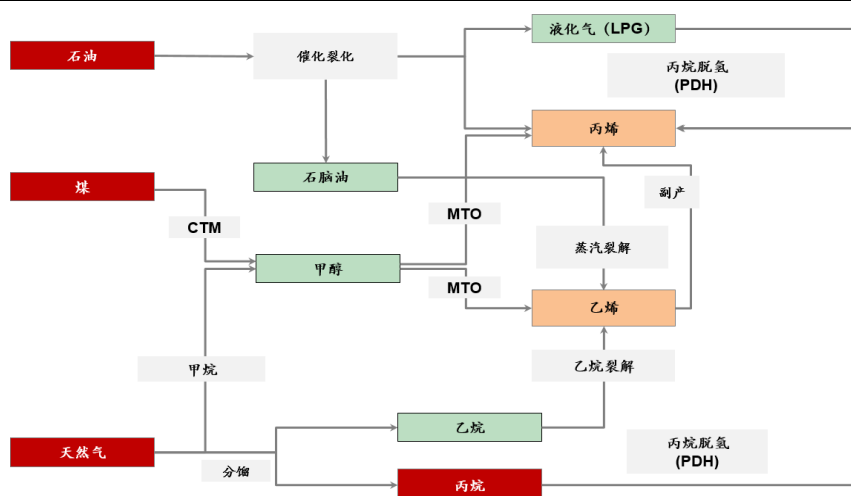 液化气（LPG）
石油
催化裂化
丙烷脱氢
(PDH)
丙烯
石脑油
煤
副产
MTO
CTM
蒸汽裂解
甲醇
MTO
乙烯
甲烷
乙烷裂解
乙烷
天然气
丙烷脱氢
(PDH)
分馏
丙烷